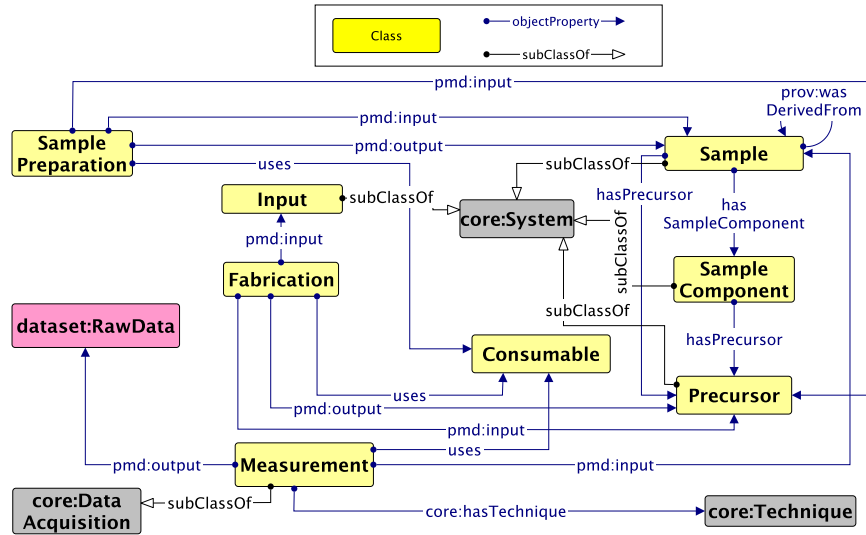 Class
objectProperty
subClassOf
pmd:input
prov:was
DerivedFrom
pmd:input
Sample
Preparation
pmd:output
Sample
uses
subClassOf
Input
subClassOf
hasPrecursor
has
SampleComponent
core:System
pmd:input
subClassOf
Fabrication
Sample
Component
dataset:RawData
subClassOf
hasPrecursor
Consumable
uses
Precursor
pmd:output
pmd:input
uses
pmd:output
Measurement
pmd:input
core:Data
Acquisition
subClassOf
core:hasTechnique
core:Technique